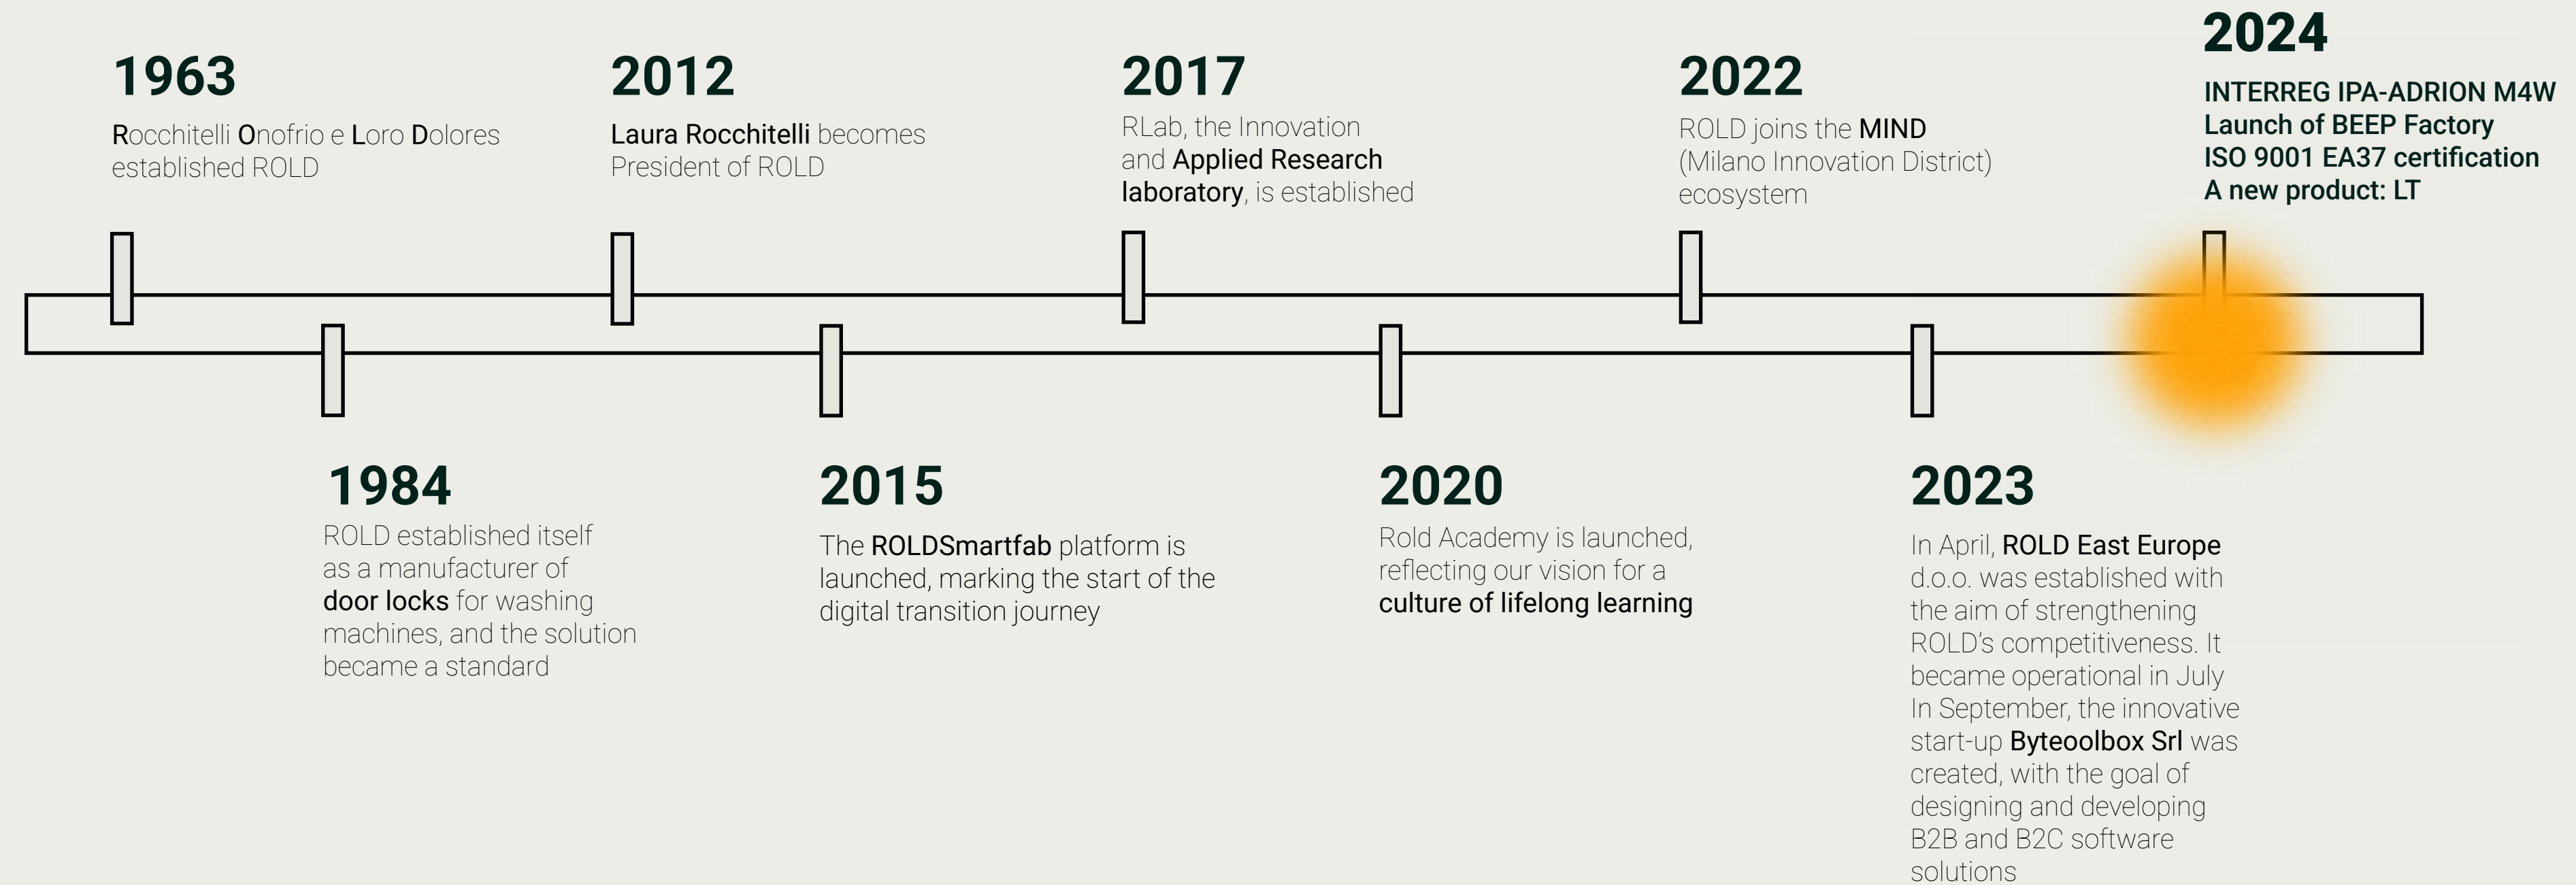 1963
Rocchitelli Onofrio e Loro Dolores
established ROLD
1984
ROLD established itself
as a manufacturer of
door locks for washing
machines, and the solution
became a standard
2012
Laura Rocchitelli becomes
President of ROLD
2015
The ROLDSmartfab platform is
launched, marking the start of the
digital transition journey
2017
RLab, the Innovation
and Applied Research
laboratory, is established
2020
Rold Academy is launched,
reflecting our vision for a
culture of lifelong learning
2022
ROLD joins the MIND
(Milano Innovation District)
ecosystem
2023
In April, ROLD East Europe
d.o.o. was established with
the aim of strengthening
ROLD’s competitiveness. It
became operational in July
In September, the innovative
start-up Byteoolbox Srl was
created, with the goal of
designing and developing
B2B and B2C software
solutions
2024
INTERREG IPA-ADRION M4W
Launch of BEEP Factory
ISO 9001 EA37 certification
A new product: LT